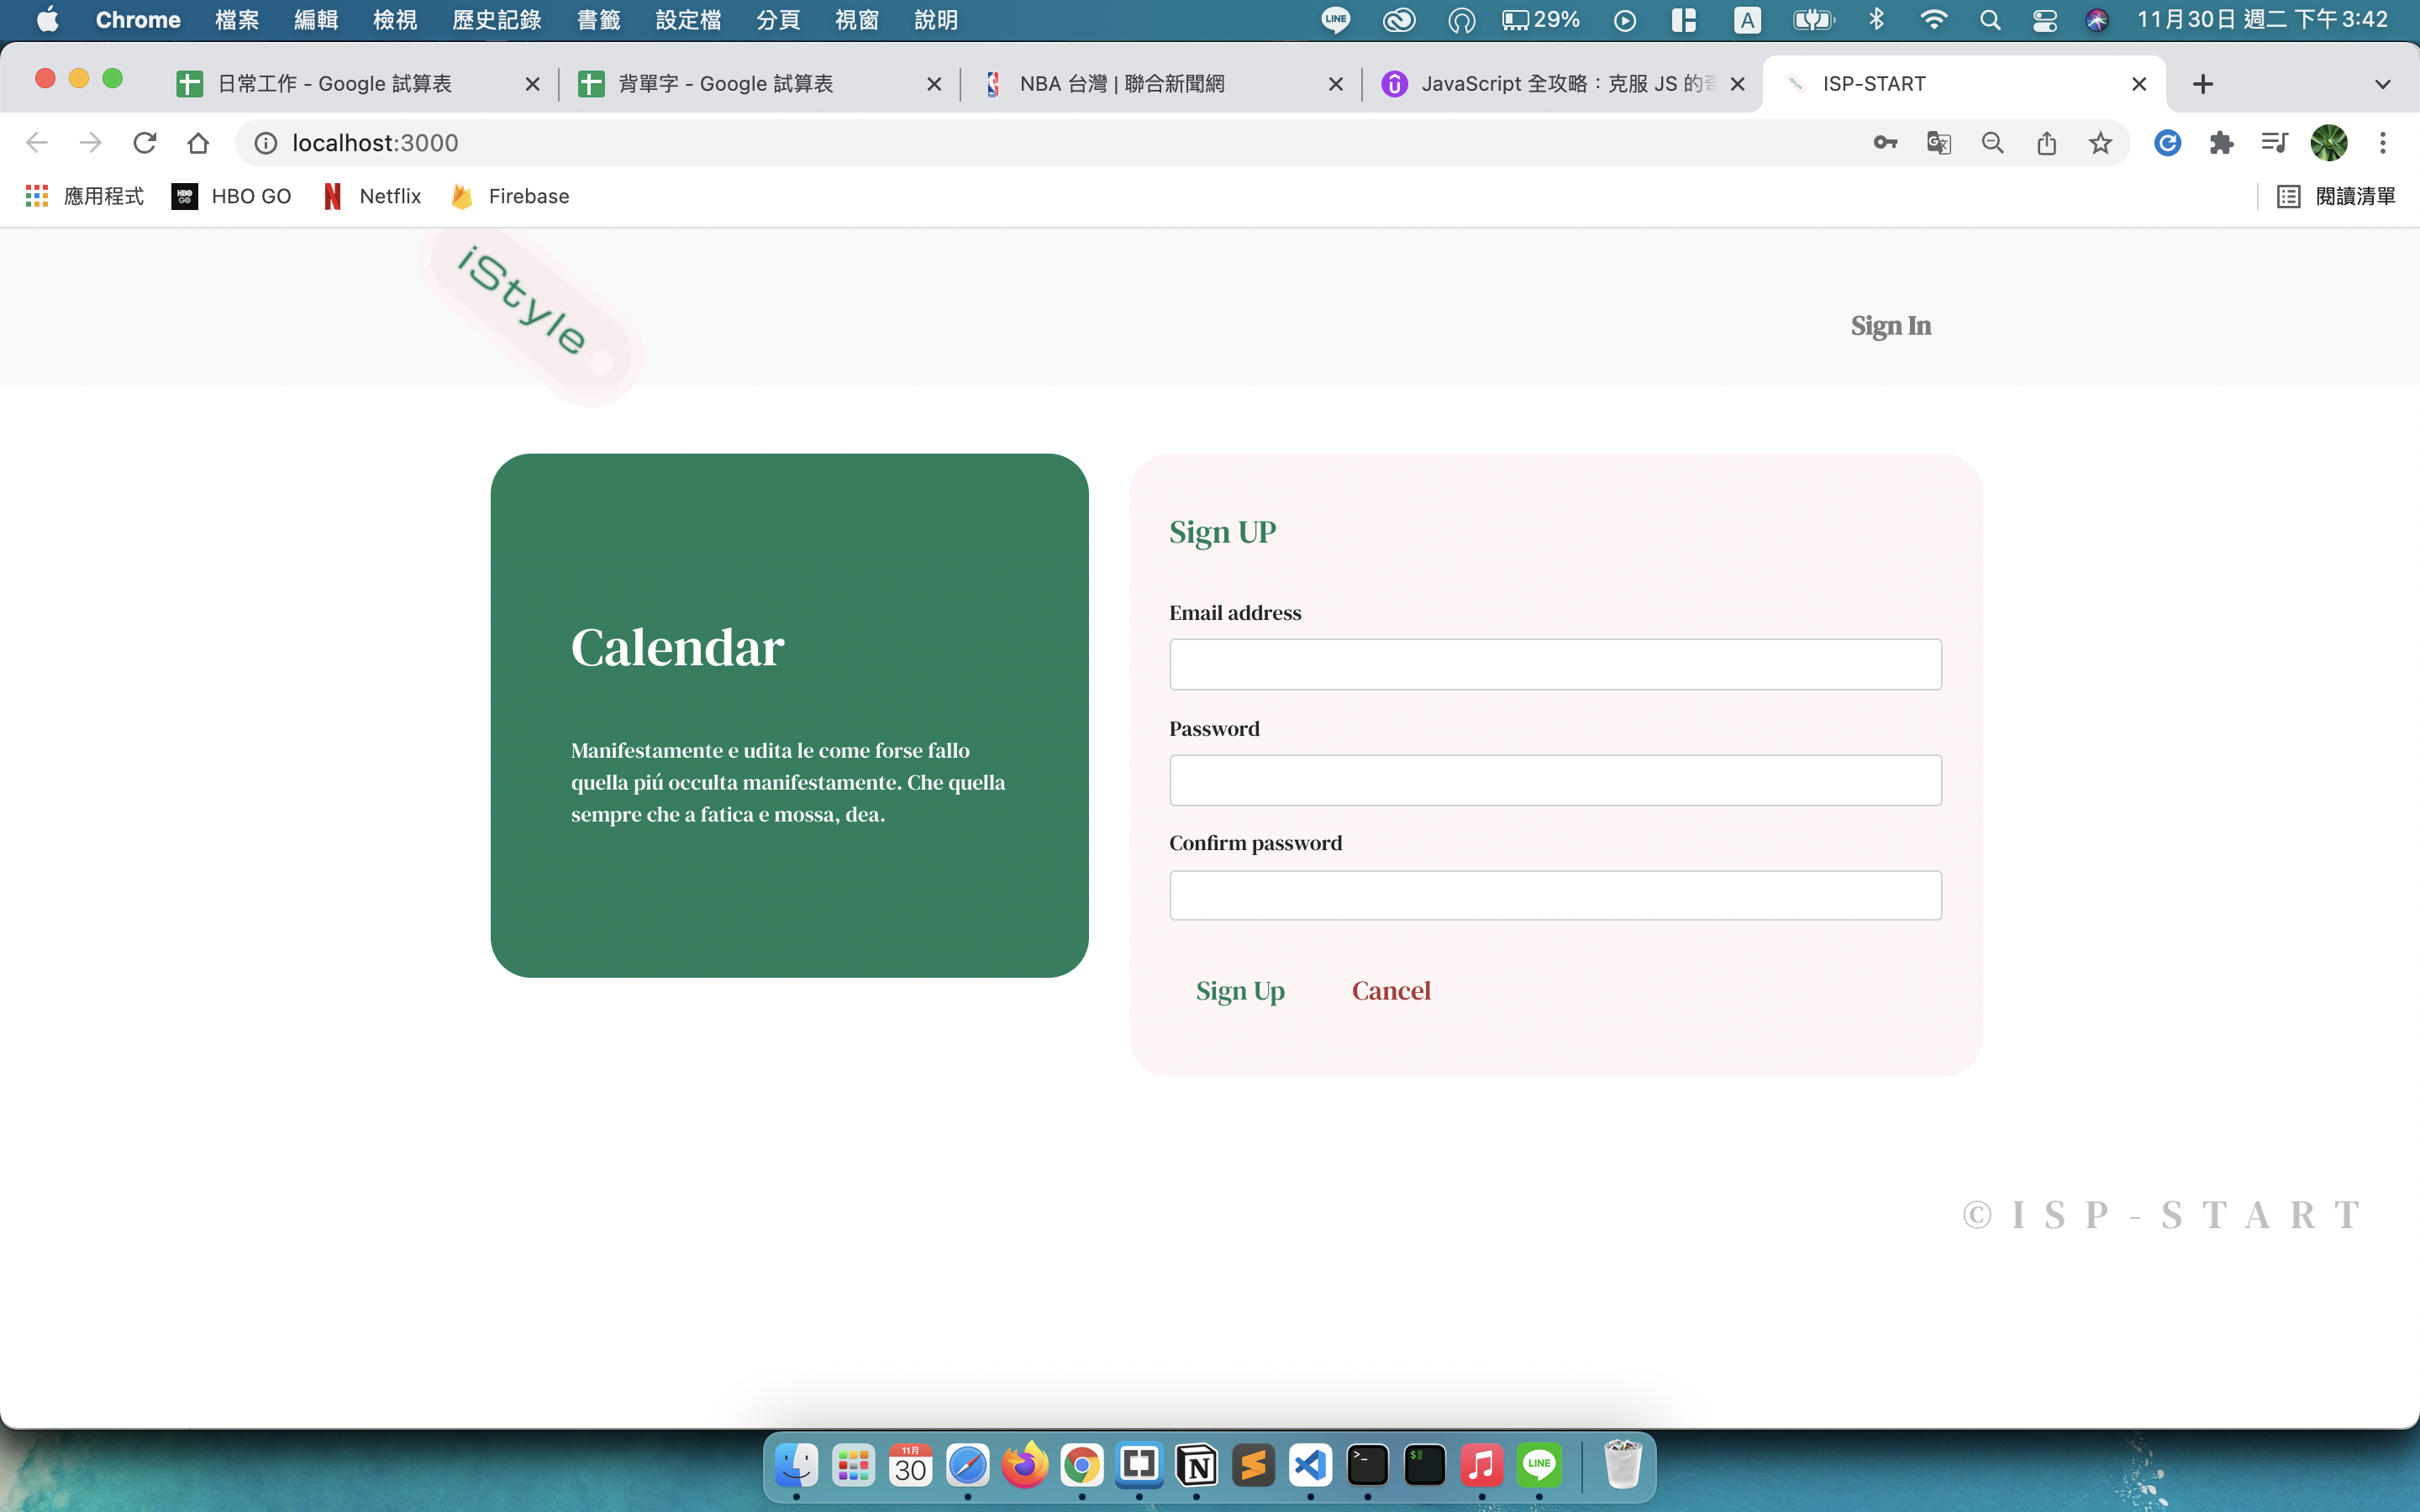 Chrome 檔案 編輯 檢視 歷史記錄 書籤 設定檔 分頁 視窗 說明 LINE 29% A 11月30日 週二 下午3:42
日常工作 - Google 試算表 背單字 - Google 試算表 NBA 台灣 | 聯合新聞網 JavaScript 全攻略：克服 JS 的 ISP-START
localhost:3000
應用程式 HBO GO HBO GO Netflix Firebase 閱讀清單
iStyle
Sign In
Calendar
Manifestamente e udita le come forse fallo
quella piú occulta manifestamente. Che quella
sempre che a fatica e mossa, dea.
Sign UP
Email address
Password
Confirm password
Sign Up Cancel
©ISP-START
11月
30
LINE